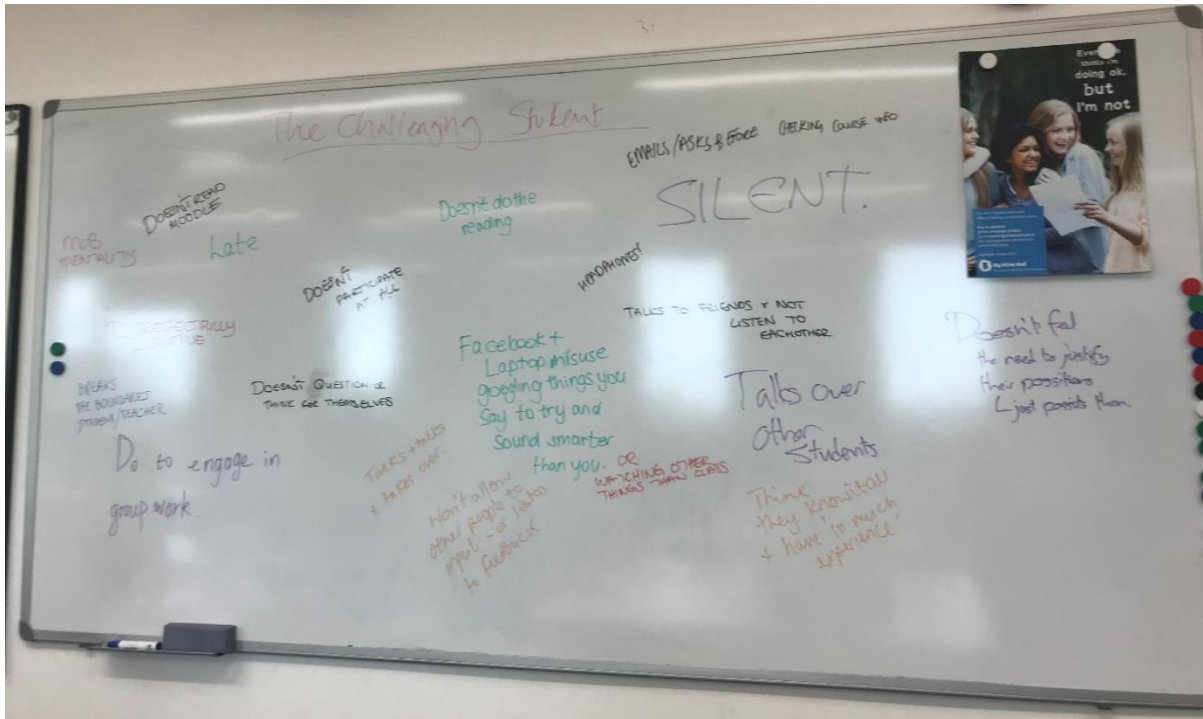 The Challenging Student
EMAILS/ASKS BEFORE CHECKING COURSE INFO
SILENT.
DOESN'T READ
MOODLE
Late
MOB
MENTALITY
Doesn't do the
reading
HEADPHONES!
DOESN'T
PARTICIPATE
AT ALL
TALKS TO FRIENDS + NOT
LISTEN TO
EACHOTHER
BREAKS
THE BOUNDARIES
STUDENT/TEACHER
DOESN'T QUESTION OR
THINK FOR THEMSELVES
Facebook +
Laptop misuse
googling things you
Say to try and
Sound smarter
than you.
OR
WATCHING OTHER
THINGS THAN CLASS
Talks over
Other
Students
Doesn't feel
the need to justify
their positions
just them.
Do to engage in
group work.
Talks + talks
+ takes over.
Won't allow
other people to
input - or listen
to feedback
Think
they know it all
+ have 'so much
experience'
thinks I'm
doing ok.
but
I'm not
Big White Wall